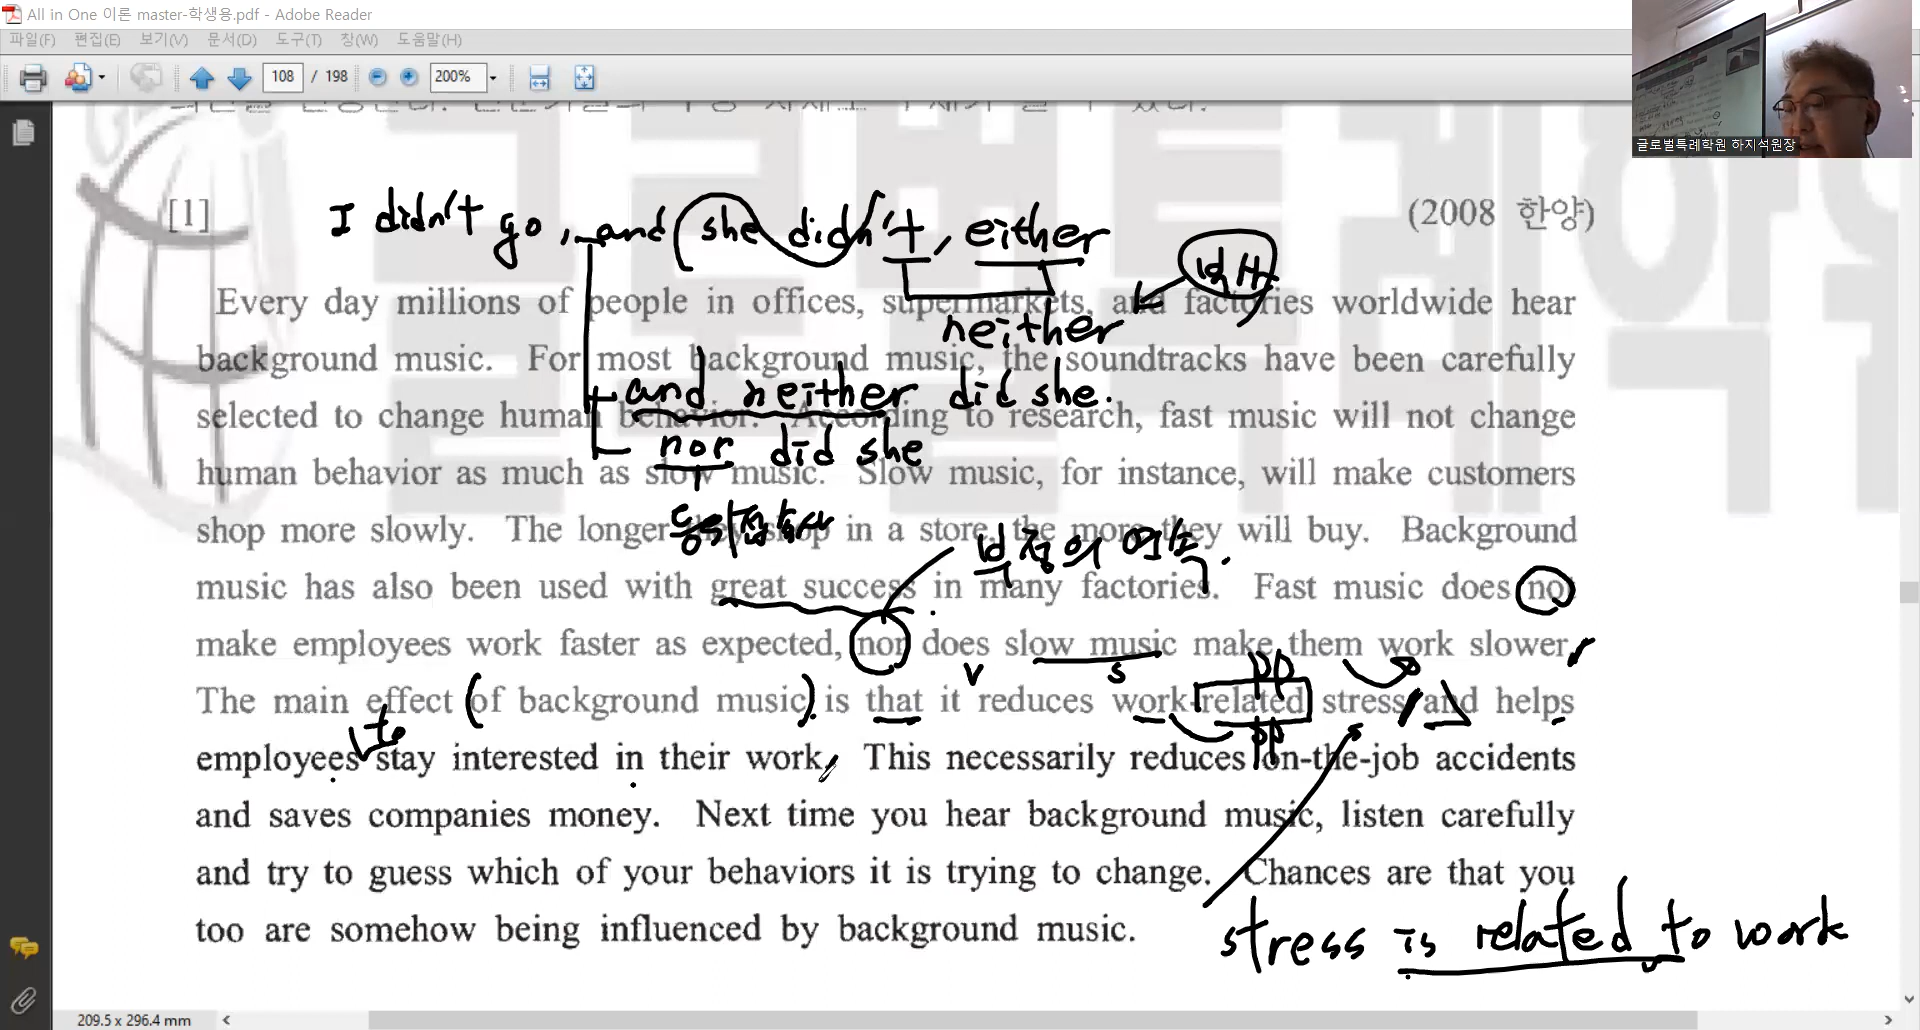 All in One 이론 master-학생용.pdf - Adobe Reader
파일(F) 편집(E) 보기(V) 문서(D) 도구(T) 창(W) 도움말(H)
108 / 198 200%
글로벌특례학원 하지석원장
[1] (2008 한양)
I didn't go, and she didn't, either
부사
neither
and neither did she.
nor did she
등위접속사
부정의 연속.
Every day millions of people in offices, supermarkets, and factories worldwide hear
background music. For most background music, the soundtracks have been carefully
selected to change human behavior. According to research, fast music will not change
human behavior as much as slow music. Slow music, for instance, will make customers
shop more slowly. The longer they shop in a store, the more they will buy. Background
music has also been used with great success in many factories. Fast music does not
make employees work faster as expected, nor does slow music make them work slower.
V S pp
The main effect of background music is that it reduces work-related stress and helps
to pp
employees stay interested in their work. This necessarily reduces on-the-job accidents
and saves companies money. Next time you hear background music, listen carefully
and try to guess which of your behaviors it is trying to change. Chances are that you
too are somehow being influenced by background music.
stress is related to work
209.5 x 296.4 mm